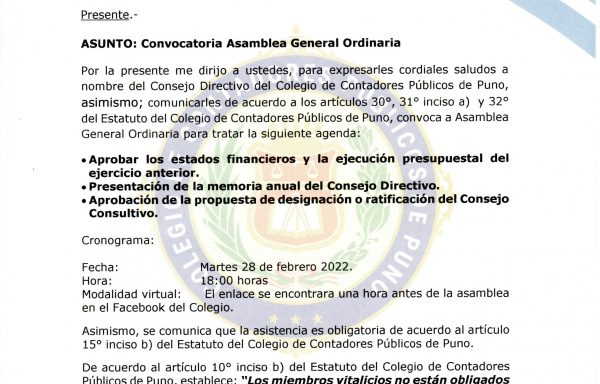 Presente.-
ASUNTO: Convocatoria Asamblea General Ordinaria
Por la presente me dirijo a ustedes, para expresarles cordiales saludos a
nombre del Consejo Directivo del Colegio de Contadores Públicos de Puno,
asimismo; comunicarles de acuerdo a los artículos 30°, 31° inciso a) y 32°
del Estatuto del Colegio de Contadores Públicos de Puno, convoca a Asamblea
General Ordinaria para tratar la siguiente agenda:
• Aprobar los estados financieros y la ejecución presupuestal del
ejercicio anterior.
• Presentación de la memoria anual del Consejo Directivo.
• Aprobación de la propuesta de designación o ratificación del Consejo
Consultivo.
Cronograma:
Fecha: Martes 28 de febrero 2022.
Hora: 18:00 horas
Modalidad virtual: El enlace se encontrara una hora antes de la asamblea
en el Facebook del Colegio.
Asimismo, se comunica que la asistencia es obligatoria de acuerdo al artículo
15° inciso b) del Estatuto del Colegio de Contadores Públicos de Puno.
De acuerdo al artículo 10° inciso b) del Estatuto del Colegio de Contadores
Públicos de Puno, establece: "Los miembros vitalicios no están obligados